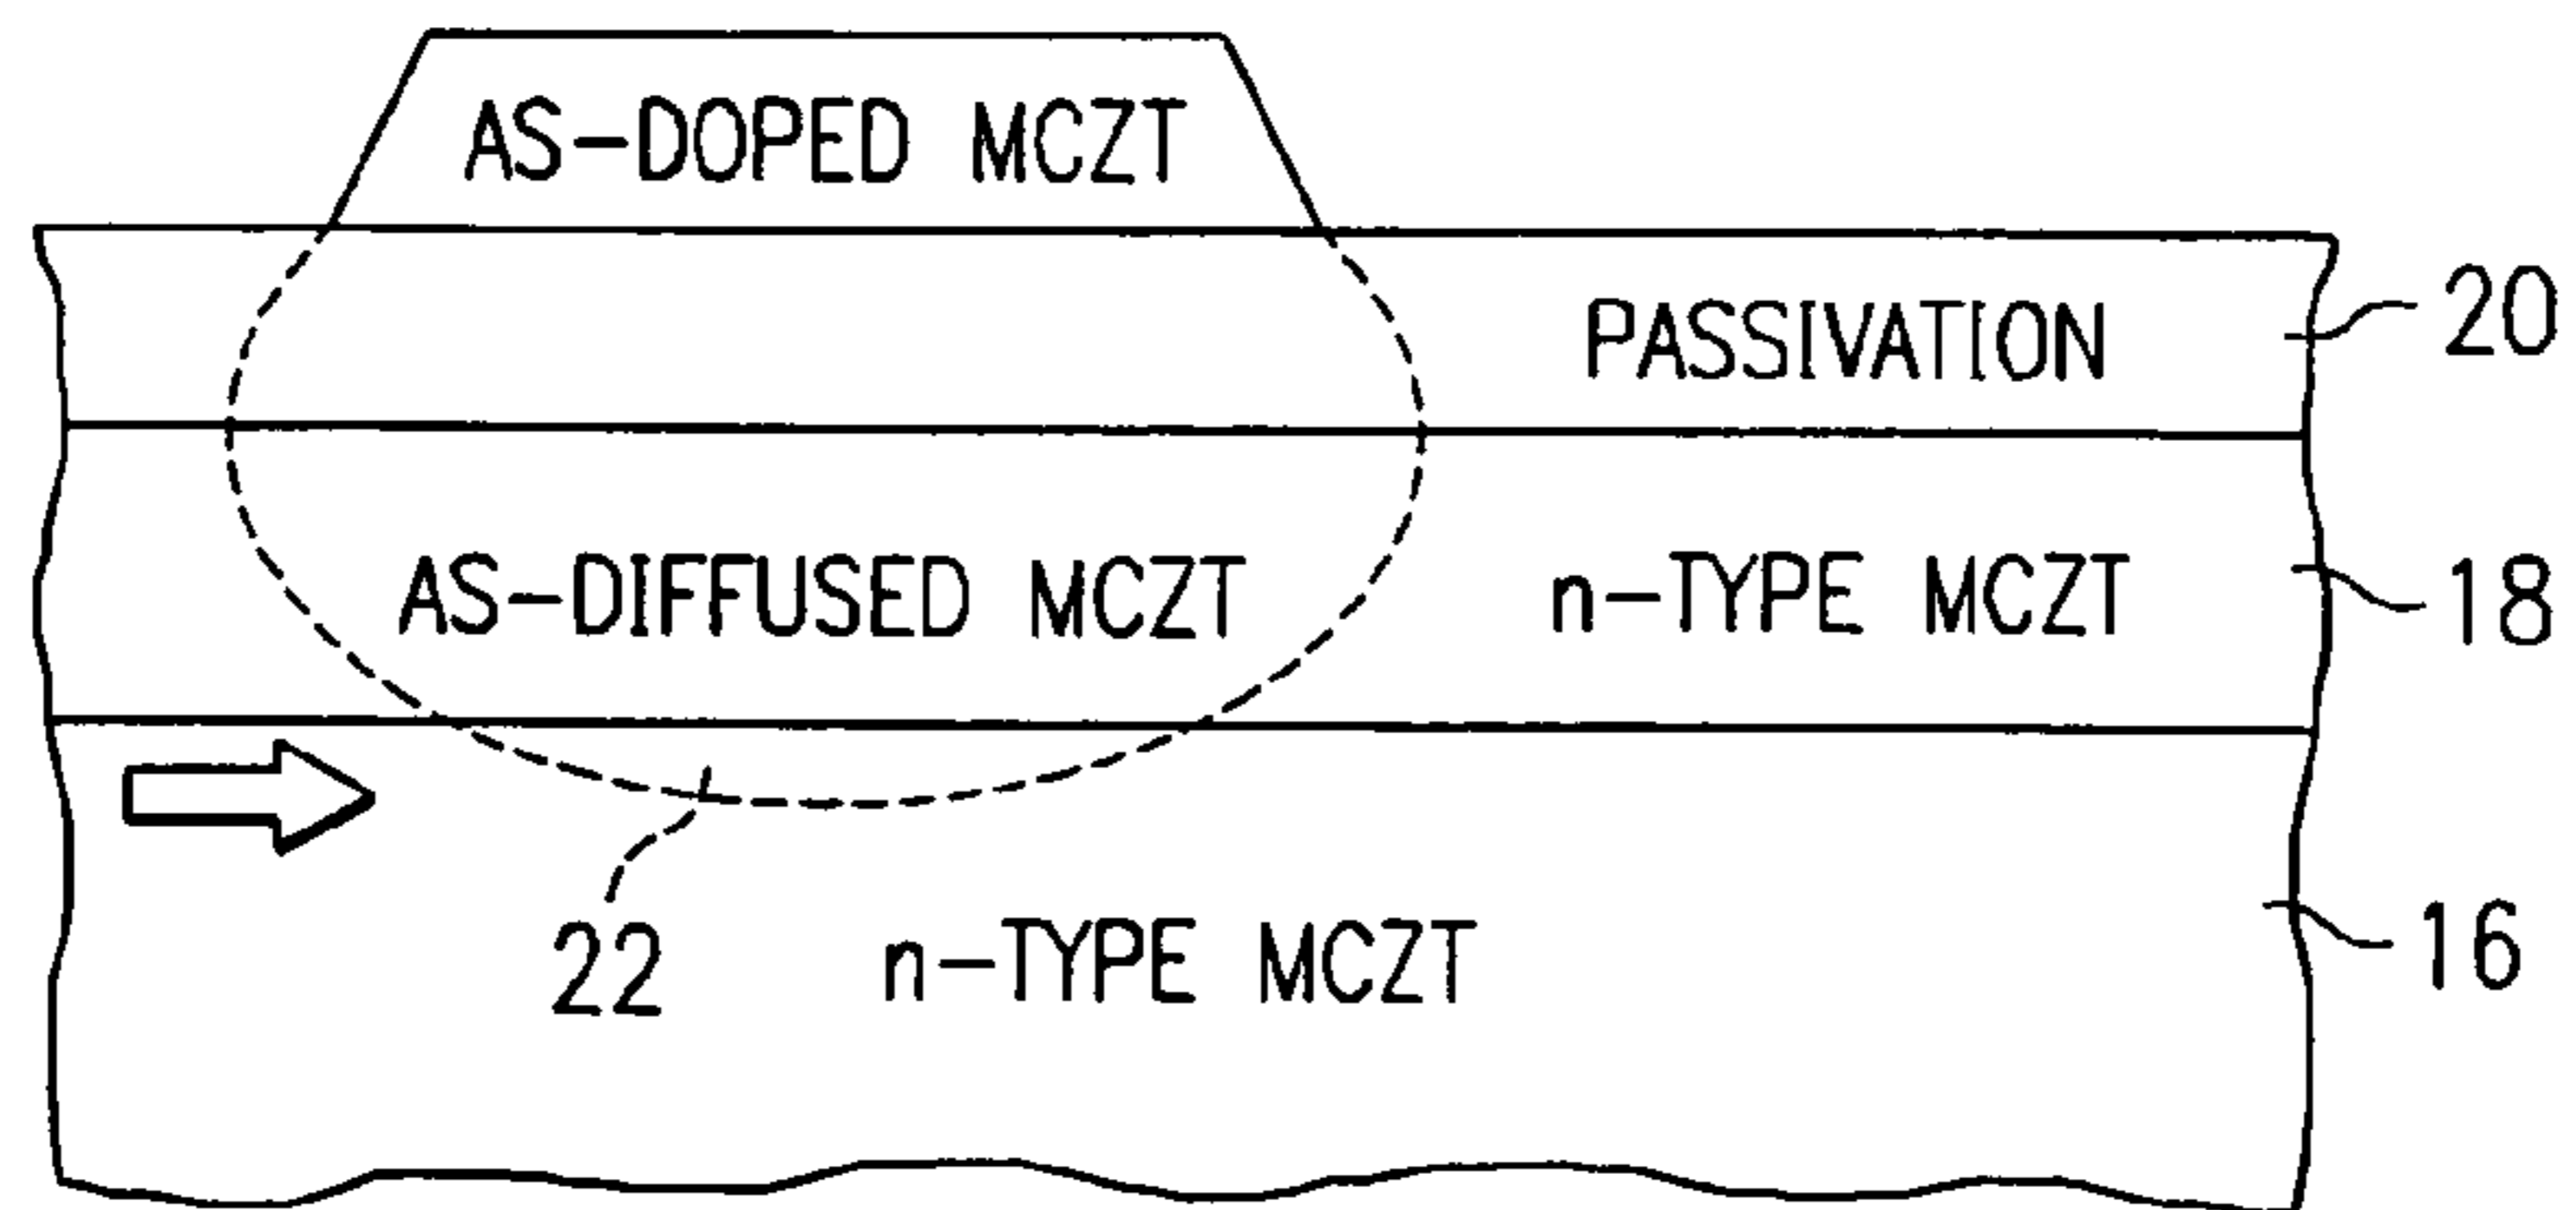 AS-DOPED MCZT
PASSIVATION
20
AS-DIFFUSED MCZT
n-TYPE MCZT
18
22
n-TYPE MCZT
16